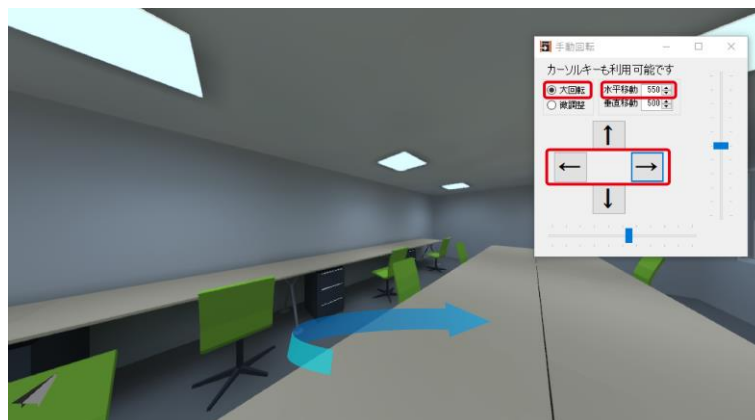 手動回転
カーソルキーも利用可能です
大回転 水平移動 550
微調整 垂直移動 500
↑
← →
↓